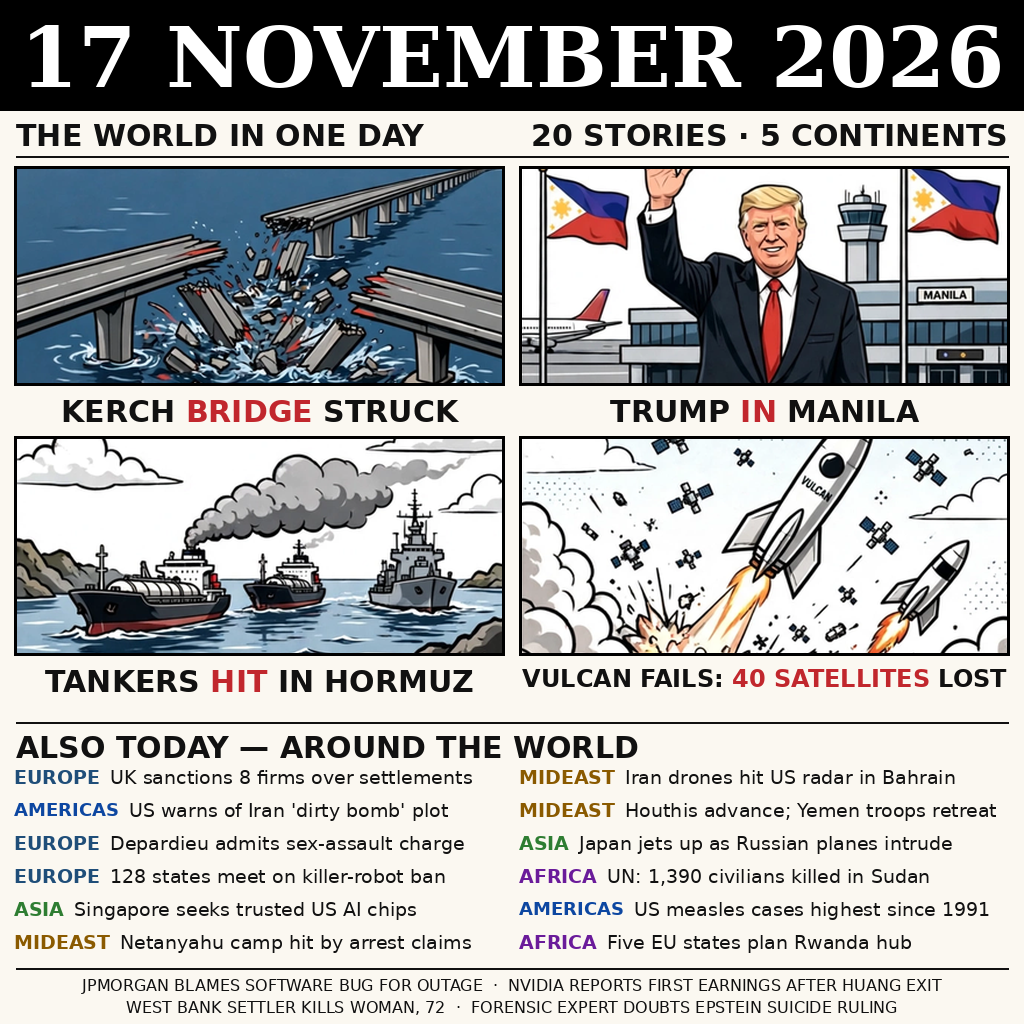 17 NOVEMBER 2026
THE WORLD IN ONE DAY
20 STORIES · 5 CONTINENTS
MANILA
KERCH BRIDGE STRUCK
TRUMP IN MANILA
VULCAN
TANKERS HIT IN HORMUZ
VULCAN FAILS: 40 SATELLITES LOST
ALSO TODAY — AROUND THE WORLD
EUROPE UK sanctions 8 firms over settlements
MIDEAST Iran drones hit US radar in Bahrain
AMERICAS US warns of Iran 'dirty bomb' plot
MIDEAST Houthis advance; Yemen troops retreat
EUROPE Depardieu admits sex-assault charge
ASIA Japan jets up as Russian planes intrude
EUROPE 128 states meet on killer-robot ban
AFRICA UN: 1,390 civilians killed in Sudan
ASIA Singapore seeks trusted US AI chips
AMERICAS US measles cases highest since 1991
MIDEAST Netanyahu camp hit by arrest claims
AFRICA Five EU states plan Rwanda hub
JPMORGAN BLAMES SOFTWARE BUG FOR OUTAGE · NVIDIA REPORTS FIRST EARNINGS AFTER HUANG EXIT
WEST BANK SETTLER KILLS WOMAN, 72 · FORENSIC EXPERT DOUBTS EPSTEIN SUICIDE RULING